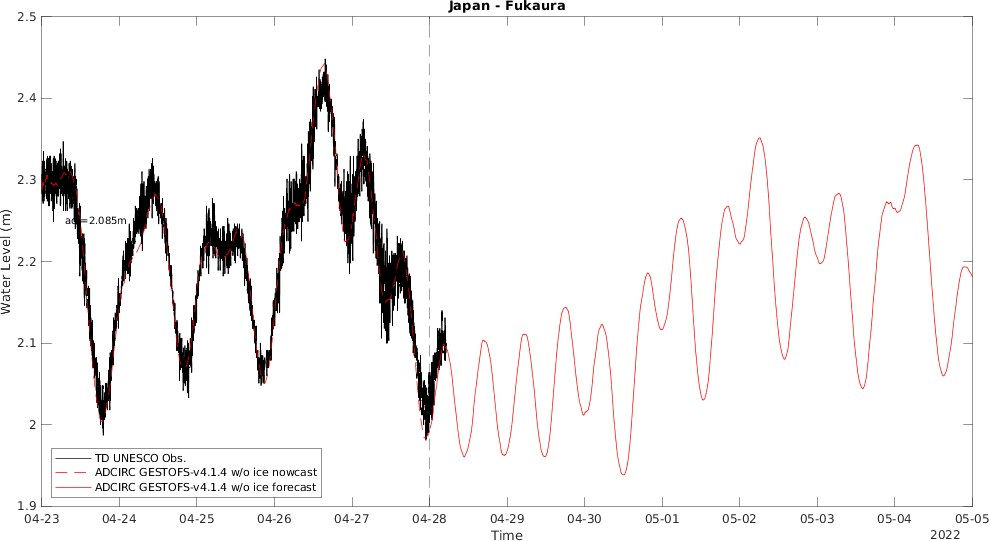 Japan - Fukaura
2.5
2.4
2.3
2.2
2.1
2
1.9
Water Level (m)
=2.085m
TD UNESCO Obs.
ADCIRC GESTOFS-v4.1.4 w/o ice nowcast
ADCIRC GESTOFS-v4.1.4 w/o ice forecast
04-23 04-24 04-25 04-26 04-27 04-28 04-29 04-30 05-01 05-02 05-03 05-04 05-05
Time
2022